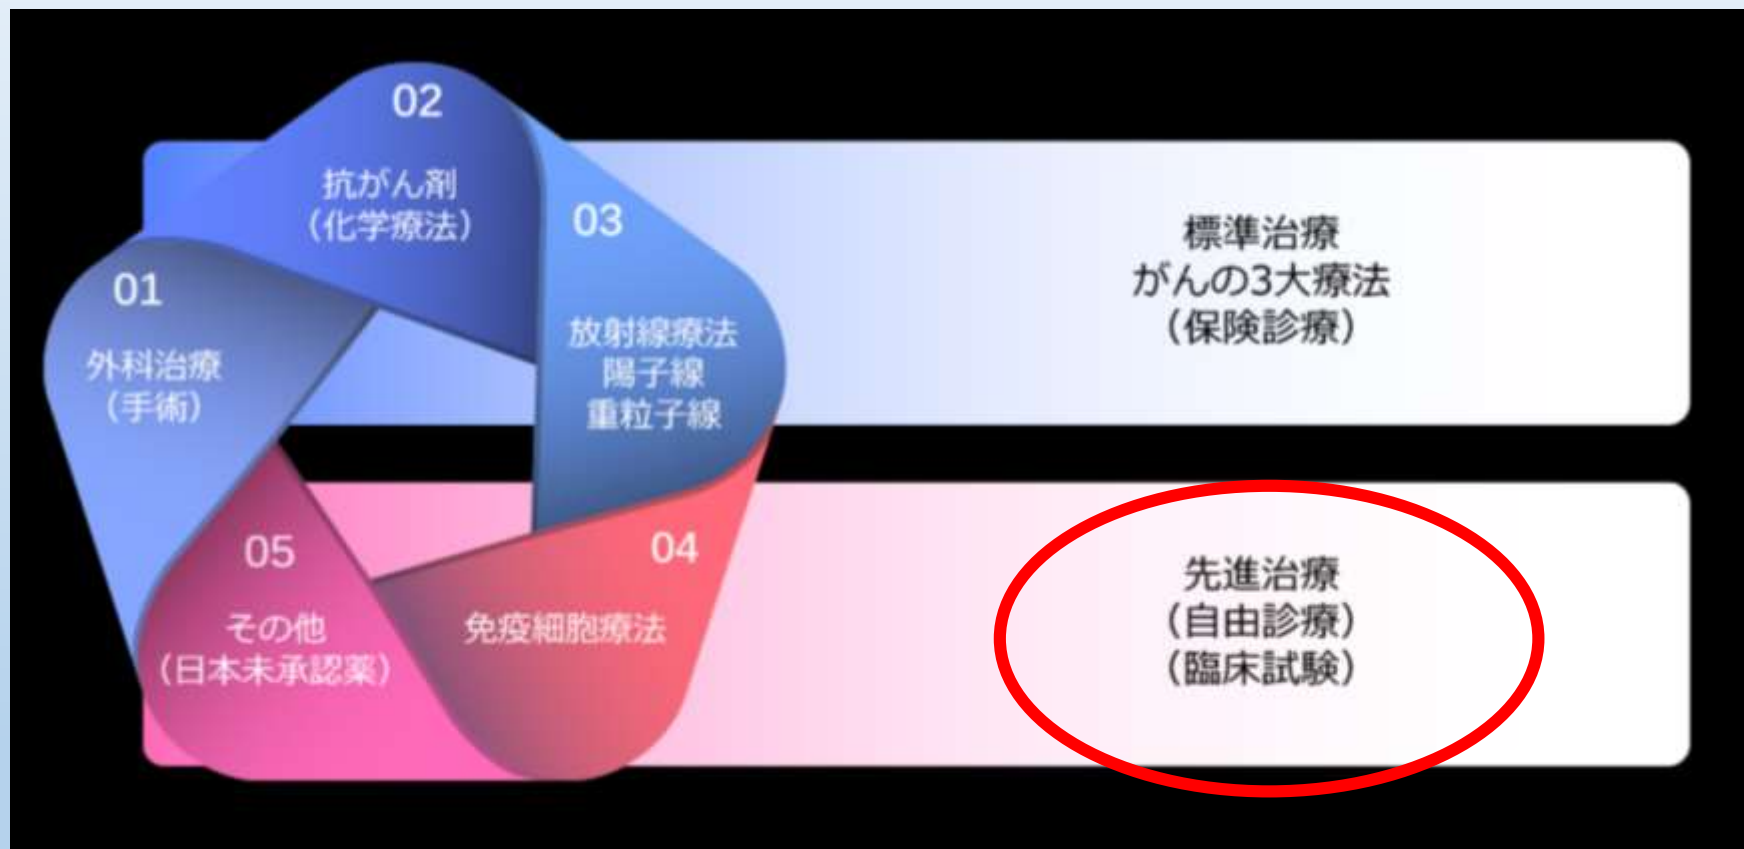 01
外科治療
（手術）
02
抗がん剤
（化学療法）
03
放射線療法
陽子線
重粒子線
04
免疫細胞療法
05
その他
（日本未承認薬）
標準治療
がんの3大療法
（保険診療）
先進治療
（自由診療）
（臨床試験）